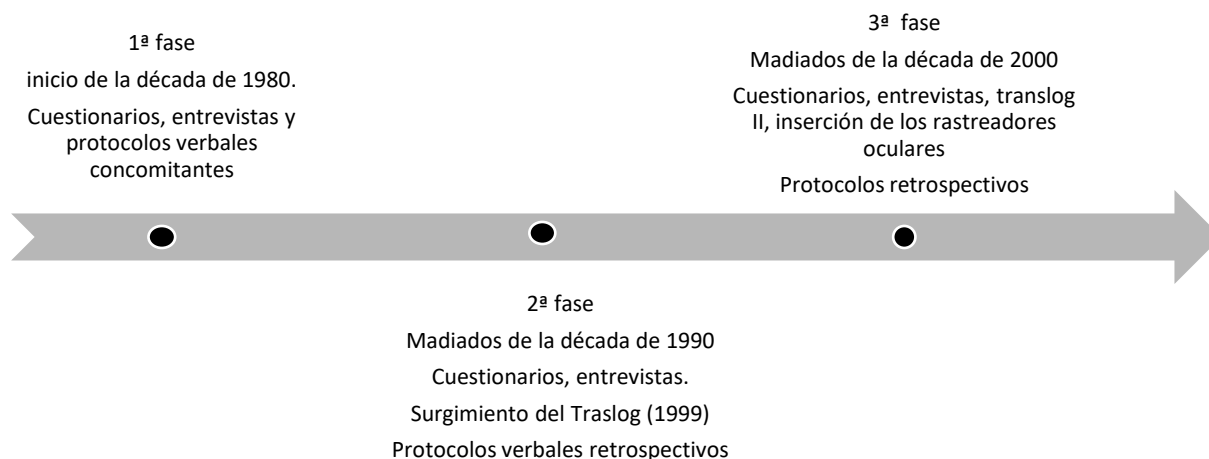 1ª fase
inicio de la década de 1980.
Cuestionarios, entrevistas y
protocolos verbales
concomitantes
2ª fase
Madiados de la década de 1990
Cuestionarios, entrevistas.
Surgimiento del Traslog (1999)
Protocolos verbales retrospectivos
3ª fase
Madiados de la década de 2000
Cuestionarios, entrevistas, translog
II, inserción de los rastreadores
oculares
Protocolos retrospectivos